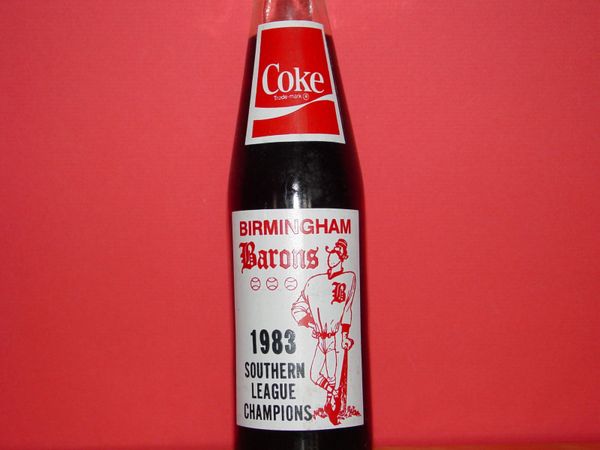 Coke
Trade-mark ®
BIRMINGHAM
Barons
B
1983
SOUTHERN
LEAGUE
CHAMPIONS